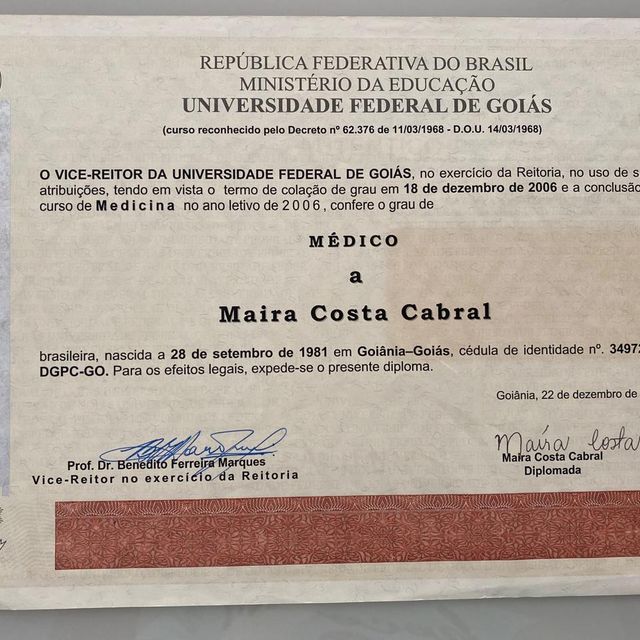 REPÚBLICA FEDERATIVA DO BRASIL
MINISTÉRIO DA EDUCAÇÃO
UNIVERSIDADE FEDERAL DE GOIÁS
(curso reconhecido pelo Decreto nº 62.376 de 11/03/1968 - D.O.U. 14/03/1968)
O VICE-REITOR DA UNIVERSIDADE FEDERAL DE GOIÁS, no exercício da Reitoria, no uso de
atribuições, tendo em vista o termo de colação de grau em 18 de dezembro de 2006 e a conclusão
curso de Medicina no ano letivo de 2006, confere o grau de
MÉDICO
a
Maira Costa Cabral
brasileira, nascida a 28 de setembro de 1981 em Goiânia–Goiás, cédula de identidade nº. 3497
DGPC-GO. Para os efeitos legais, expede-se o presente diploma.
Goiânia, 22 de dezembro de
Maíra Costa
Prof. Dr. Benedito Ferreira Marques
Vice-Reitor no exercício da Reitoria
Maira Costa Cabral
Diplomada